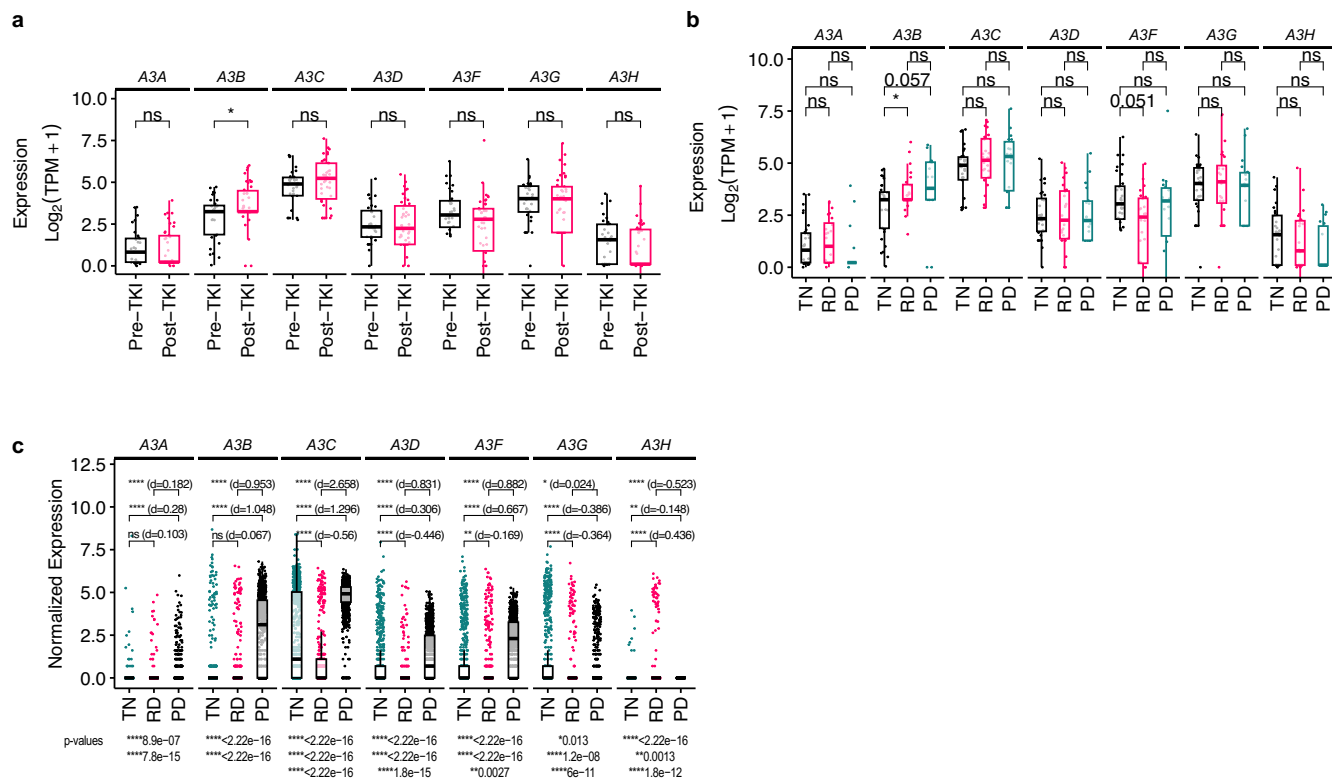 a
A3A A3B A3C A3D A3F A3G A3H
Expression
Log2(TPM + 1)
10.0
7.5
5.0
2.5
0.0
ns * ns ns ns ns ns
Pre−TKI Post−TKI Pre−TKI Post−TKI Pre−TKI Post−TKI Pre−TKI Post−TKI Pre−TKI Post−TKI Pre−TKI Post−TKI Pre−TKI Post−TKI
b
A3A A3B A3C A3D A3F A3G A3H
Expression
Log2(TPM + 1)
10.0
7.5
5.0
2.5
0.0
ns ns ns ns ns ns ns
ns 0.057 ns ns ns ns ns
ns * ns ns 0.051 ns ns
TN RD PD TN RD PD TN RD PD TN RD PD TN RD PD TN RD PD TN RD PD
c
A3A A3B A3C A3D A3F A3G A3H
Normalized Expression
12.5
10.0
7.5
5.0
2.5
0.0
**** (d=0.182) **** (d=0.953) **** (d=2.658) **** (d=0.831) **** (d=0.882) * (d=0.024) **** (d=-0.523)
**** (d=0.28) **** (d=1.048) **** (d=1.296) **** (d=0.306) **** (d=0.667) **** (d=-0.386) ** (d=-0.148)
ns (d=0.103) ns (d=0.067) **** (d=-0.56) **** (d=-0.446) ** (d=-0.169) **** (d=-0.364) **** (d=0.436)
TN RD PD TN RD PD TN RD PD TN RD PD TN RD PD TN RD PD TN RD PD
p-values ****8.9e−07 ****<2.22e−16 ****<2.22e−16 ****<2.22e−16 ****<2.22e−16 *0.013 ****<2.22e−16
****7.8e−15 ****<2.22e−16 ****<2.22e−16 ****<2.22e−16 ****<2.22e−16 ****1.2e−08 **0.0013
****<2.22e−16 ****1.8e−15 **0.0027 ****6e−11 ****1.8e−12